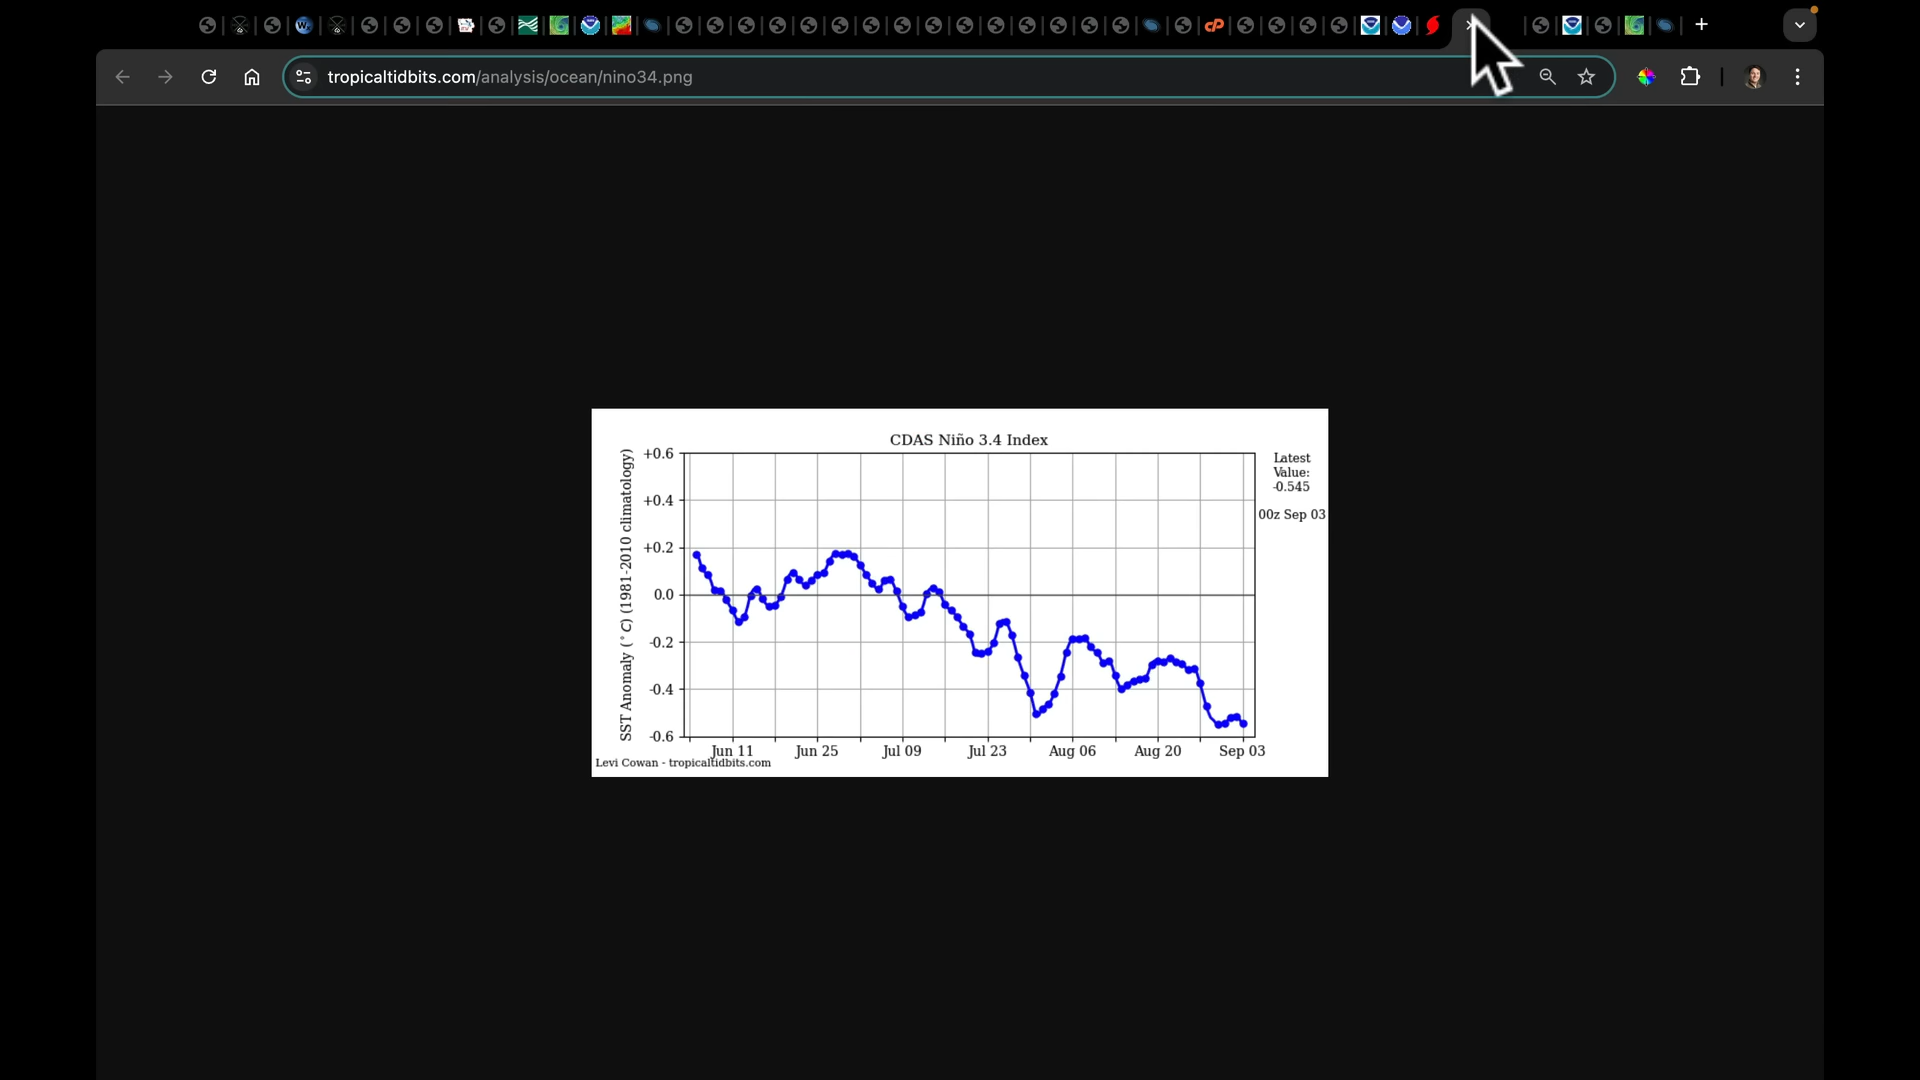 tropicaltidbits.com/analysis/ocean/nino34.png
CDAS Niño 3.4 Index
SST Anomaly (°C) (1981-2010 climatology)
+0.6
+0.4
+0.2
0.0
-0.2
-0.4
-0.6
Latest
Value:
-0.545
00z Sep 03
Jun 11 Jun 25 Jul 09 Jul 23 Aug 06 Aug 20 Sep 03
Levi Cowan - tropicaltidbits.com